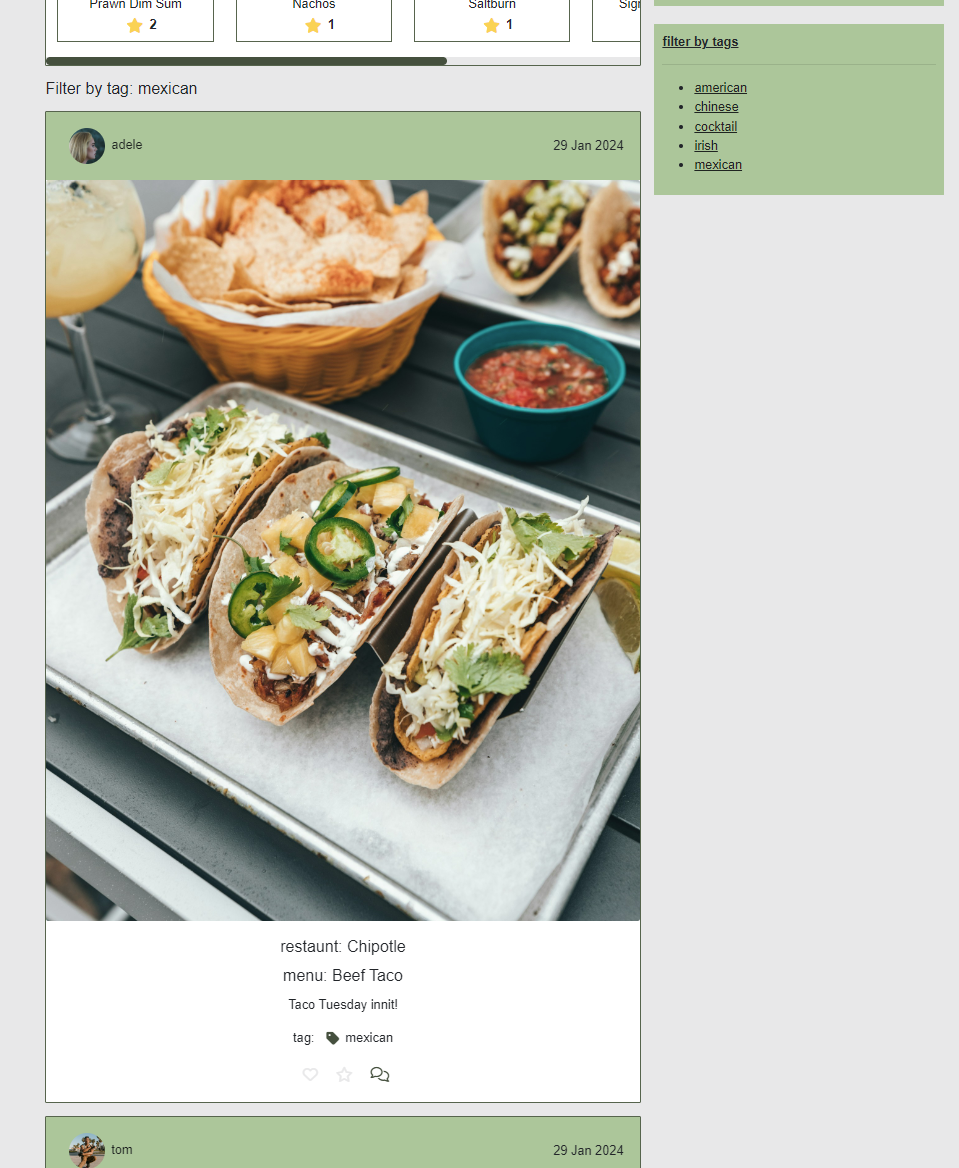 Prawn Dim Sum
2
Nachos
1
Saltburn
1
filter by tags
american
chinese
cocktail
irish
mexican
Filter by tag: mexican
adele
29 Jan 2024
restaunt: Chipotle
menu: Beef Taco
Taco Tuesday innit!
tag: mexican
tom
29 Jan 2024